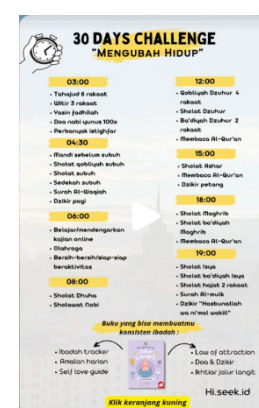 30 DAYS CHALLENGE
"MENGUBAH HIDUP"
03:00
• Tahajud 8 rakaat
• Witir 3 rakaat
• Yasin fadhilah
• Doa nabi yunus 100x
• Perbanyak istighfar
04:30
• Mandi sebelum subuh
• Sholat qobliyah subuh
• Sholat subuh
• Sedekah subuh
• Surah Al-Waqiah
• Dzikir pagi
06:00
• Belajar/mendengarkan
kajian online
• Olahraga
• Bersih-bersih/siap-siap
beraktivitas
08:00
• Sholat Dhuha
• Sholawat Nabi
12:00
• Qobliyah Dzuhur 4
rakaat
• Sholat Dzuhur
• Ba'diyah Dzuhur 2
rakaat
• Membaca Al-Qur'an
15:00
• Sholat Ashar
• Membaca Al-Qur'an
• Dzikir petang
18:00
• Sholat Maghrib
• Sholat ba'diyah
Maghrib
• Membaca Al-Qur'an
19:00
• Sholat Isya
• Sholat ba'diyah Isya
• Sholat hajat 2 rakaat
• Surah Al-mulk
• Dzikir "Hasbunallah
wa ni'mal wakiil"
Buku yang bisa membuatmu
konsisten ibadah :
• Ibadah tracker
• Amalan harian
• Self love guide
• Law of attraction
• Doa & Dzikir
• Ikhtiar jalur langit
Hi.seek.id
Klik keranjang kuning